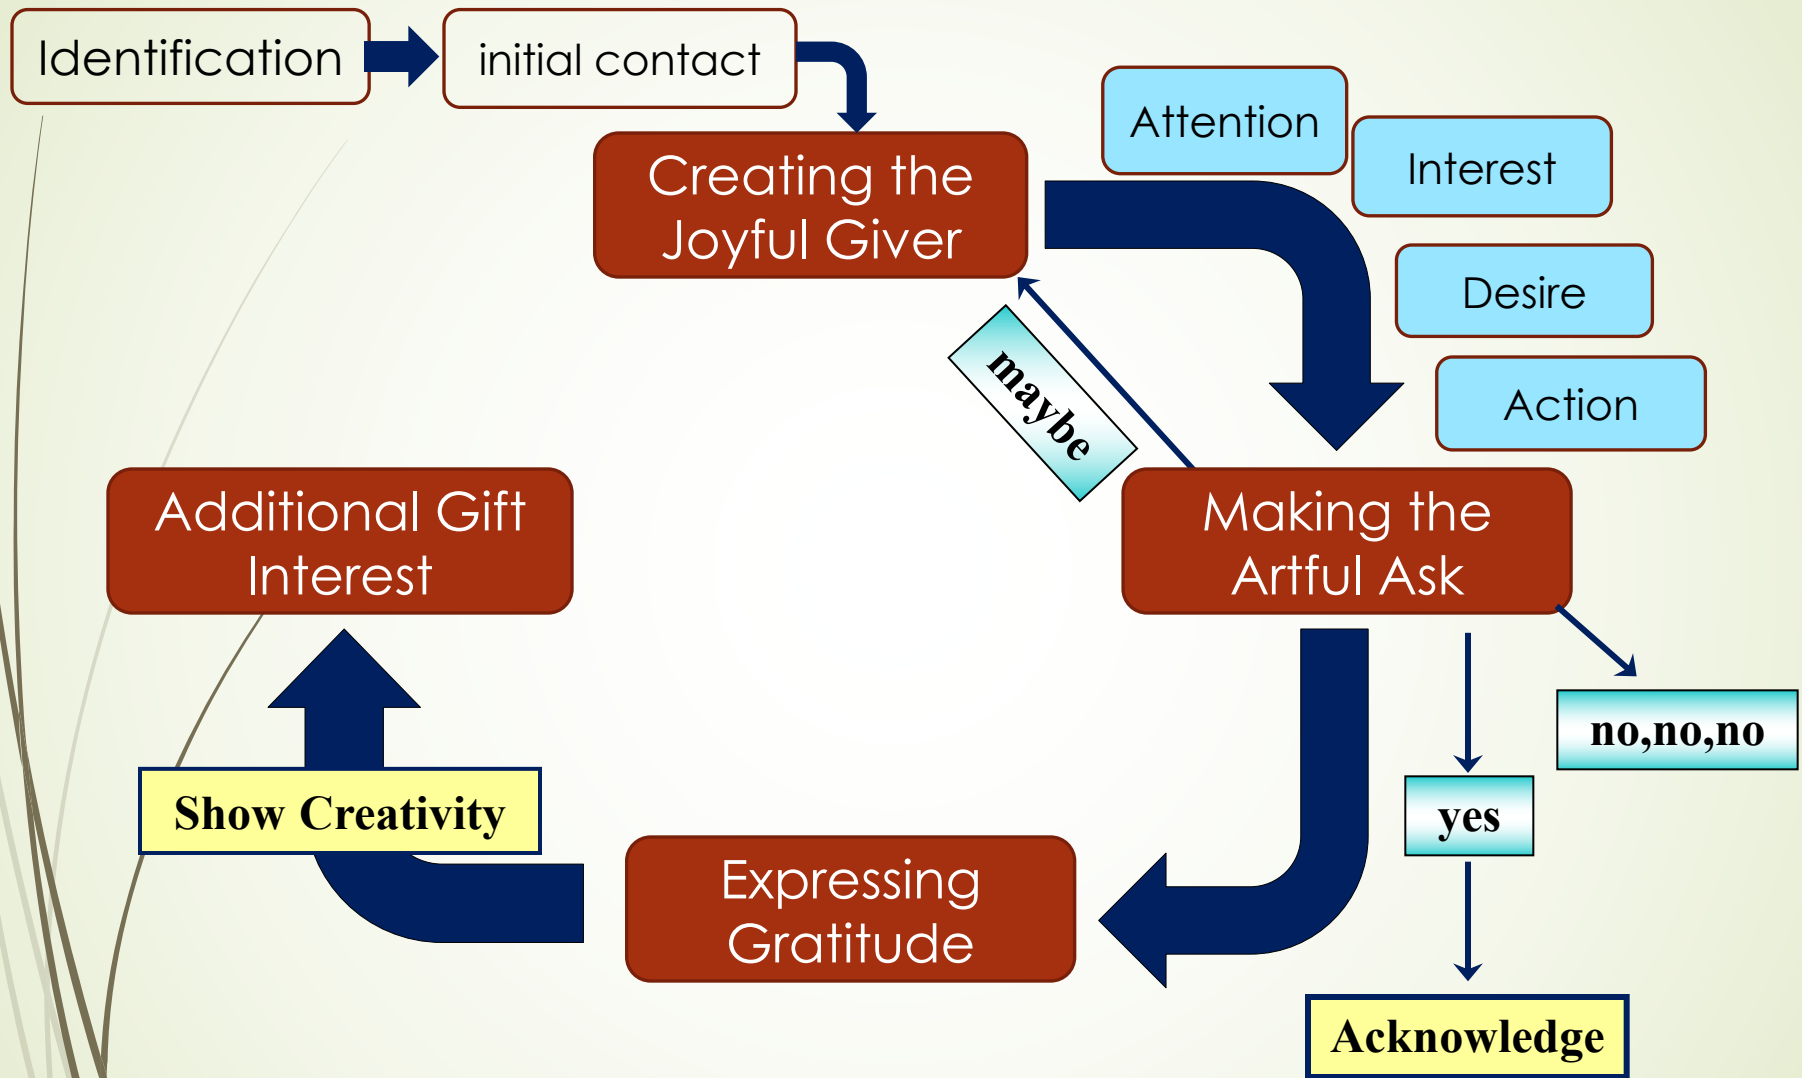 Identification
initial contact
Creating the
Joyful Giver
Attention
Interest
Desire
Action
maybe
Making the
Artful Ask
no,no,no
yes
Acknowledge
Expressing
Gratitude
Show Creativity
Additional Gift
Interest